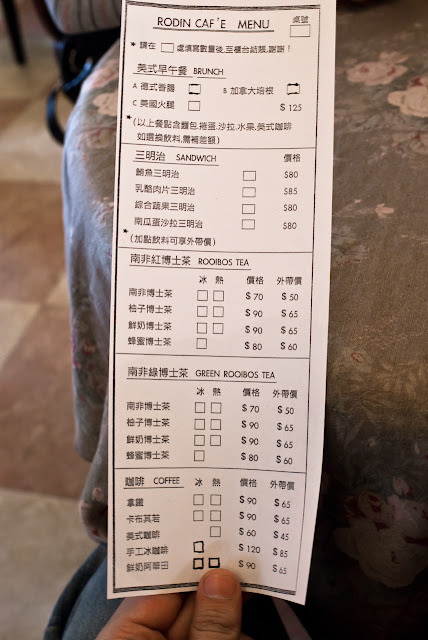 RODIN CAF'E MENU 桌號
* 請在 □ 處填寫數量後,至櫃台結賬,謝謝!
美式早午餐 BRUNCH
A 德式香腸 □ B 加拿大培根 □
C 美國火腿 □ $ 125
*(以上餐點含麵包,捲蛋,沙拉,水果,美式咖啡
如選換飲料,需補差額)
三明治 SANDWICH 價格
鮪魚三明治 □ $80
乳酪肉片三明治 □ $85
綜合蔬果三明治 □ $80
南瓜蛋沙拉三明治 □ $80
*(加點飲料可享外帶價)
南非紅博士茶 ROOIBOS TEA
冰 熱 價格 外帶價
南非博士茶 □ □ $ 70 $ 50
柚子博士茶 □ □ $ 90 $ 65
鮮奶博士茶 □ □ $ 90 $ 65
蜂蜜博士茶 □ $ 80 $ 60
南非綠博士茶 GREEN ROOIBOS TEA
冰 熱 價格 外帶價
南非博士茶 □ □ $ 70 $ 50
柚子博士茶 □ □ $ 90 $ 65
鮮奶博士茶 □ □ $ 90 $ 65
蜂蜜博士茶 □ $ 80 $ 60
咖啡 COFFEE 冰 熱 價格 外帶價
拿鐵 □ □ $ 90 $ 65
卡布其若 □ □ $ 90 $ 65
美式咖啡 □ $ 60 $ 45
手工冰咖啡 □ $ 120 $ 85
鮮奶阿華田 □ □ $ 90 $ 65